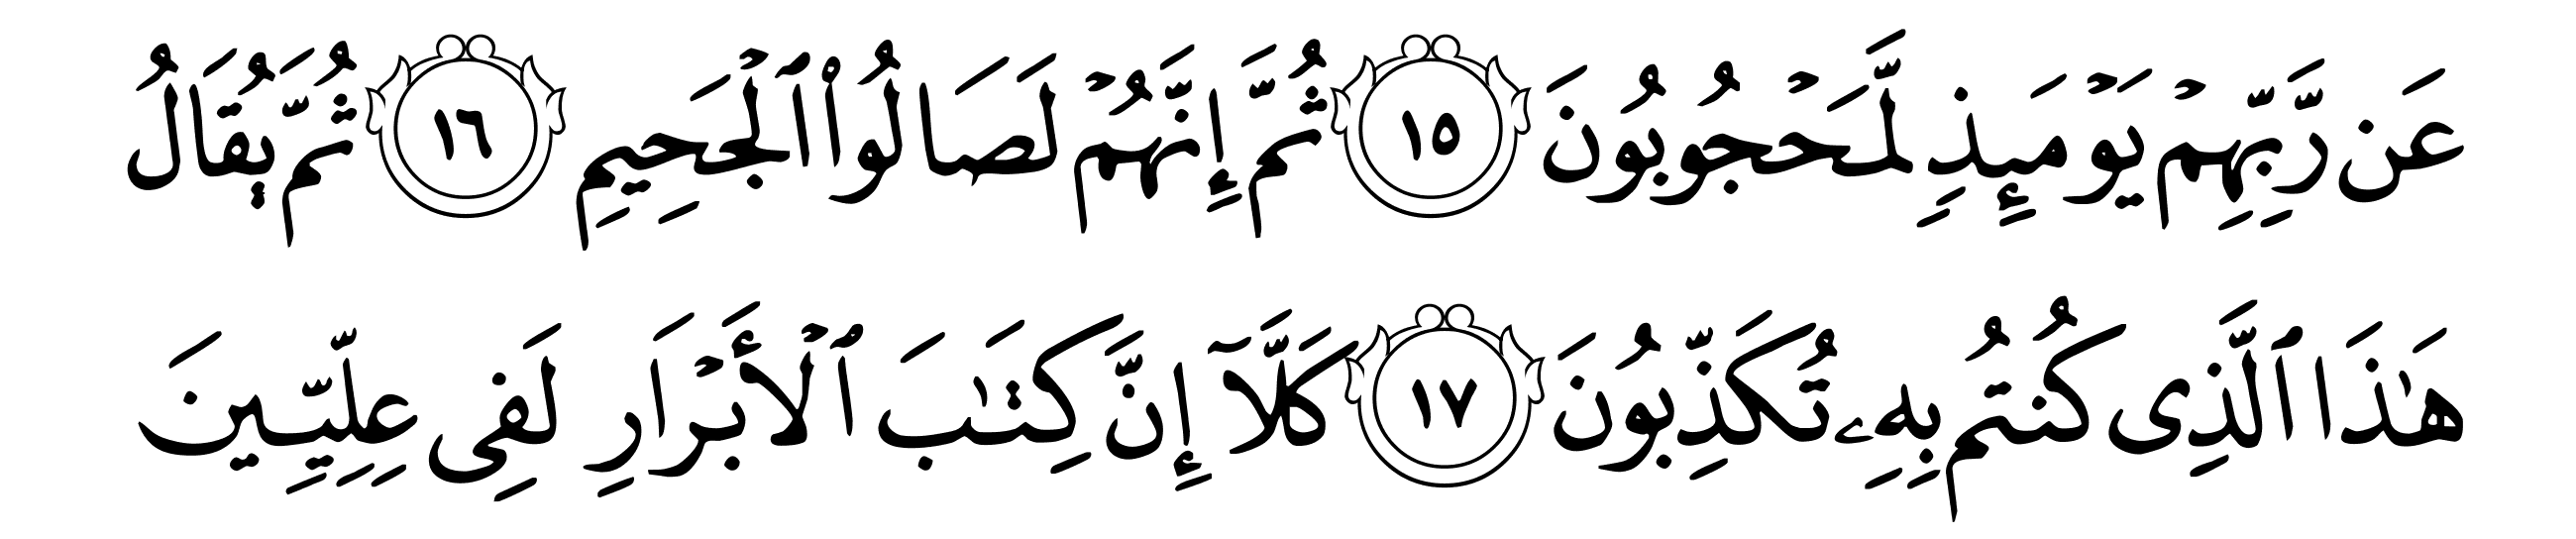 عَن رَّبِّهِمۡ يَوۡمَئِذٖ لَّمَحۡجُوبُونَ ١٥ ثُمَّ إِنَّهُمۡ لَصَالُواْ ٱلۡجَحِيمِ ١٦ ثُمَّ يُقَالُ
هَٰذَا ٱلَّذِي كُنتُم بِهِۦ تُكَذِّبُونَ ١٧ كَلَّآ إِنَّ كِتَٰبَ ٱلۡأَبۡرَارِ لَفِي عِلِّيِّينَ